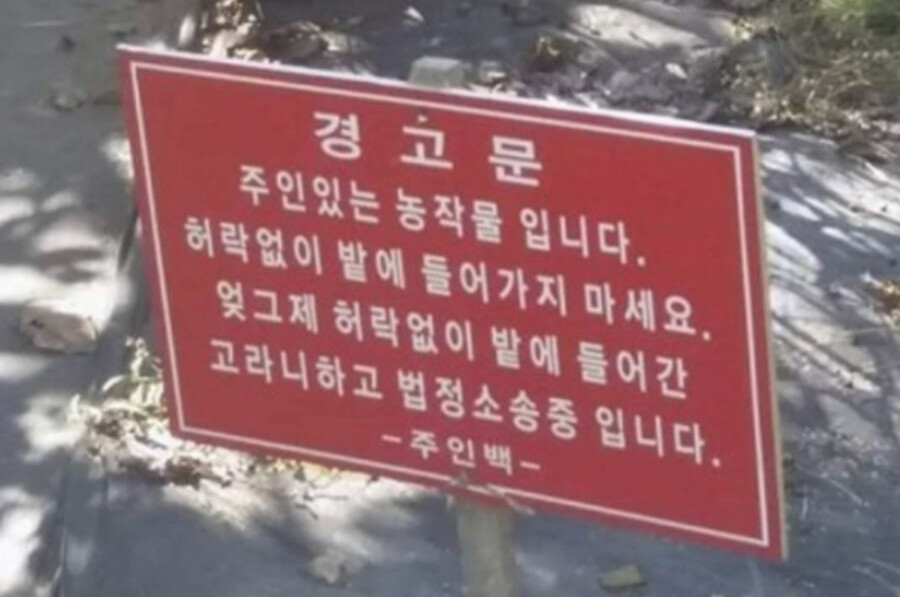 경 고 문
주인있는 농작물 입니다.
허락없이 밭에 들어가지 마세요.
엊그제 허락없이 밭에 들어간
고라니하고 법정소송중 입니다.
-주인백-